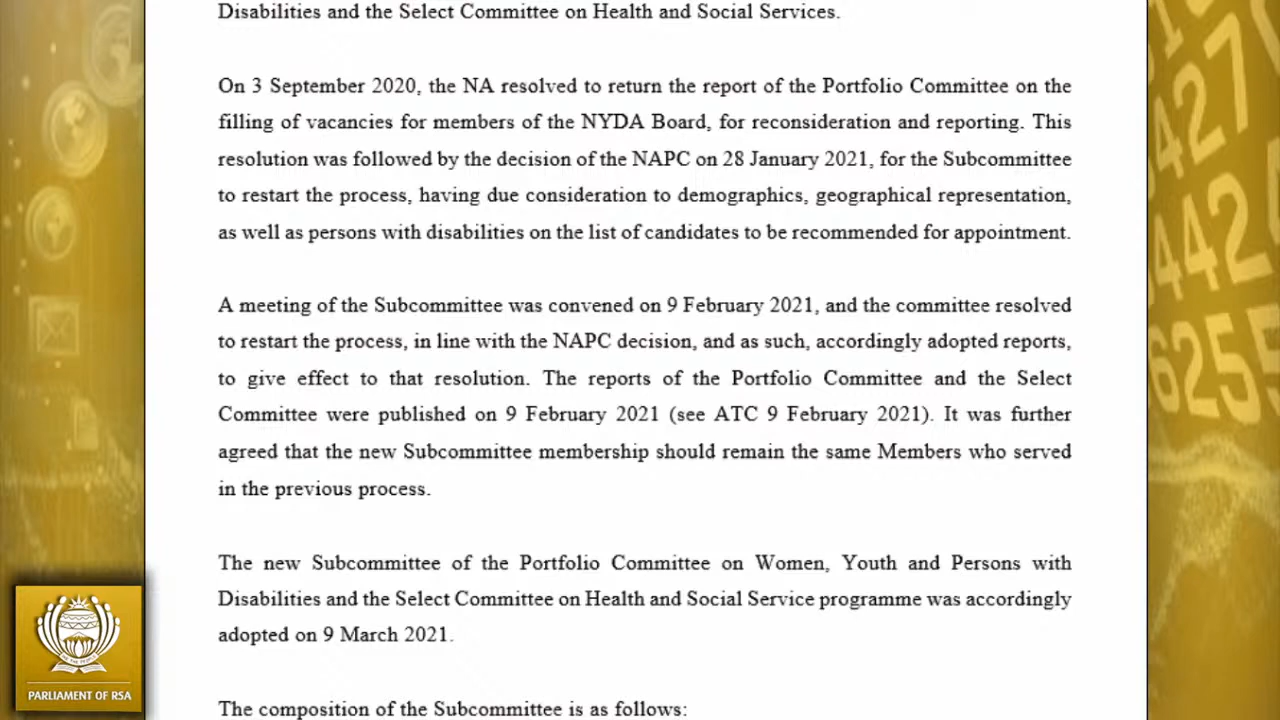 Disabilities and the Select Committee on Health and Social Services.
On 3 September 2020, the NA resolved to return the report of the Portfolio Committee on the
filling of vacancies for members of the NYDA Board, for reconsideration and reporting. This
resolution was followed by the decision of the NAPC on 28 January 2021, for the Subcommittee
to restart the process, having due consideration to demographics, geographical representation,
as well as persons with disabilities on the list of candidates to be recommended for appointment.
A meeting of the Subcommittee was convened on 9 February 2021, and the committee resolved
to restart the process, in line with the NAPC decision, and as such, accordingly adopted reports,
to give effect to that resolution. The reports of the Portfolio Committee and the Select
Committee were published on 9 February 2021 (see ATC 9 February 2021). It was further
agreed that the new Subcommittee membership should remain the same Members who served
in the previous process.
The new Subcommittee of the Portfolio Committee on Women, Youth and Persons with
Disabilities and the Select Committee on Health and Social Service programme was accordingly
adopted on 9 March 2021.
The composition of the Subcommittee is as follows:
PARLIAMENT OF RSA